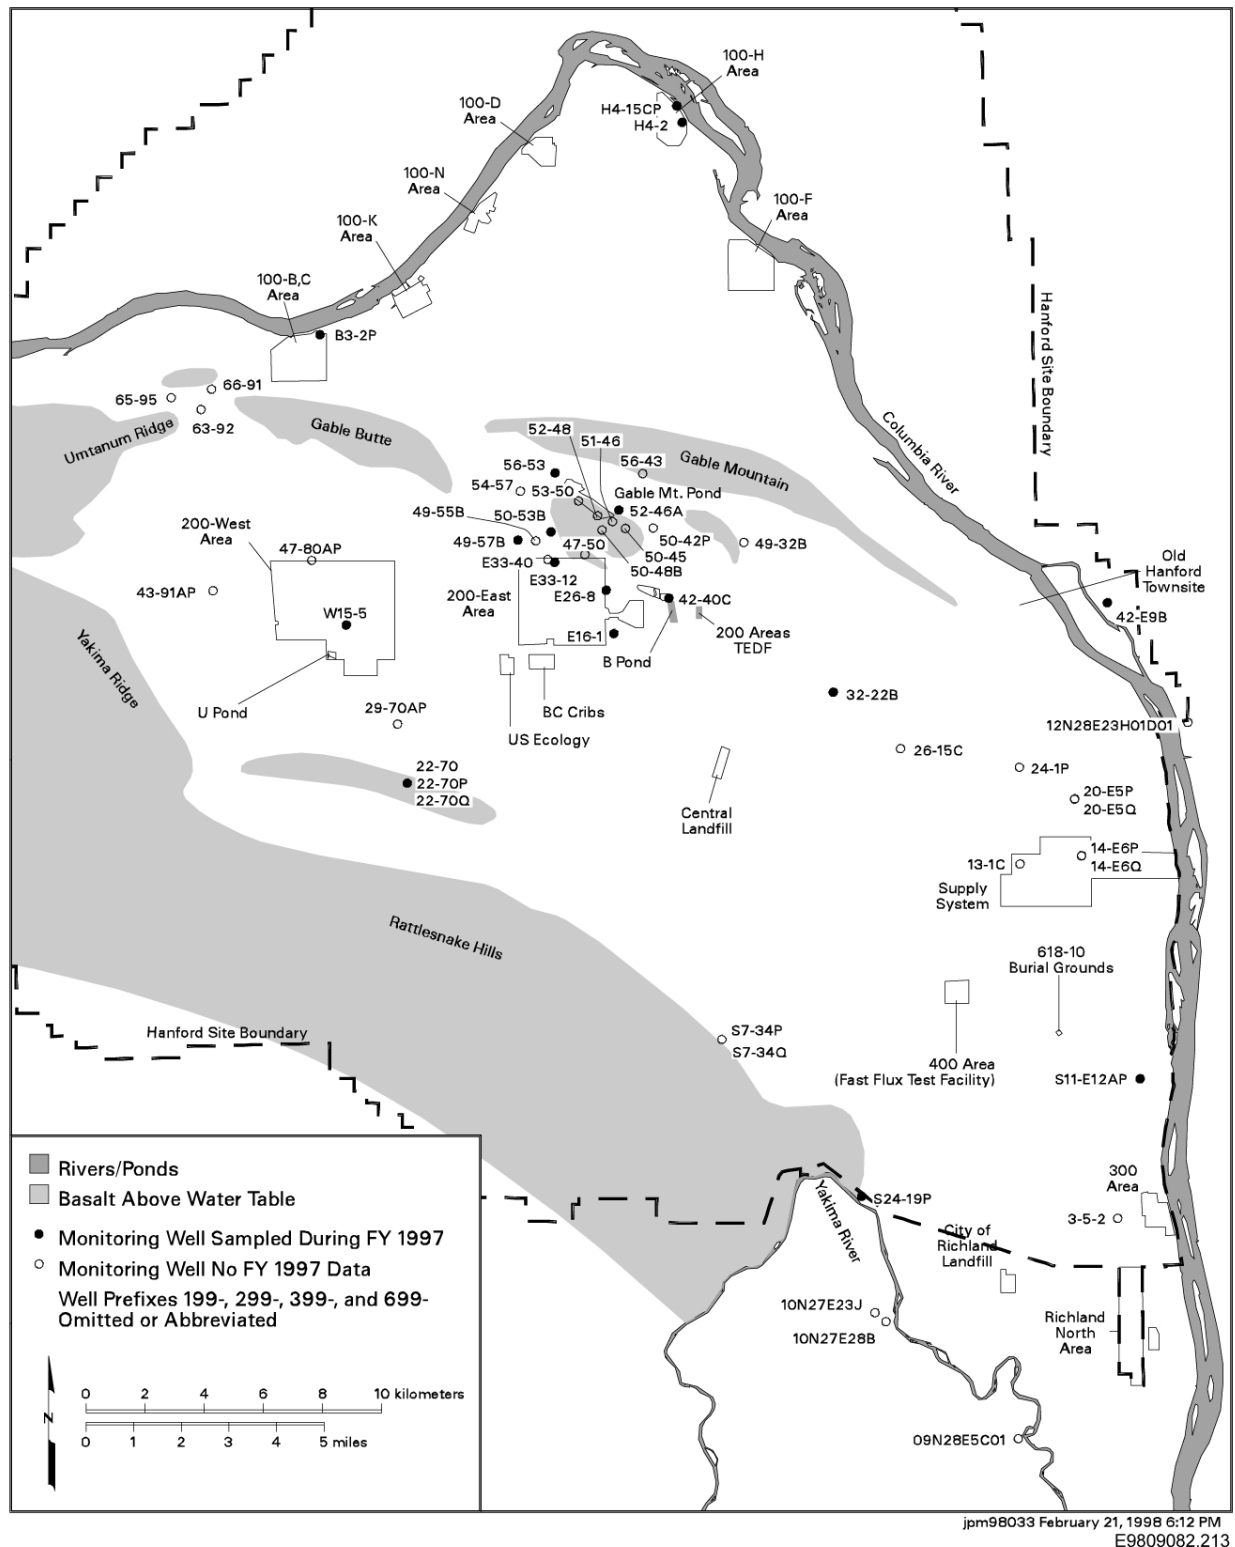 100-H
Area
100-D
Area
H4-15CP
H4-2
100-N
Area
100-F
Area
100-K
Area
100-B,C
Area
B3-2P
Hanford Site Boundary
66-91
65-95
63-92
Umtanum Ridge
Gable Butte
Columbia River
52-48
51-46
56-53
56-43
Gable Mountain
54-57
53-50
Gable Mt. Pond
49-55B
50-53B
52-46A
200-West
Area
49-57B
47-50
50-42P
49-32B
47-80AP
50-45
E33-40
50-48B
E33-12
Old
Hanford
Townsite
43-91AP
200-East
Area
E26-8
42-40C
W15-5
42-E9B
E16-1
200 Areas
TEDF
B Pond
Yakima Ridge
U Pond
29-70AP
BC Cribs
US Ecology
32-22B
12N28E23H01D01
26-15C
24-1P
22-70
22-70P
22-70Q
20-E5P
20-E5Q
Central
Landfill
14-E6P
14-E6Q
13-1C
Supply
System
Rattlesnake Hills
618-10
Burial Grounds
Hanford Site Boundary
S7-34P
S7-34Q
400 Area
(Fast Flux Test Facility)
S11-E12AP
300
Area
S24-19P
3-5-2
Yakima River
City of
Richland
Landfill
10N27E23J
10N27E28B
Richland
North
Area
09N28E5C01
Rivers/Ponds
Basalt Above Water Table
Monitoring Well Sampled During FY 1997
Monitoring Well No FY 1997 Data
Well Prefixes 199-, 299-, 399-, and 699-
Omitted or Abbreviated
N
0 2 4 6 8 10 kilometers
0 1 2 3 4 5 miles
jpm98033 February 21, 1998 6:12 PM
E9809082.213